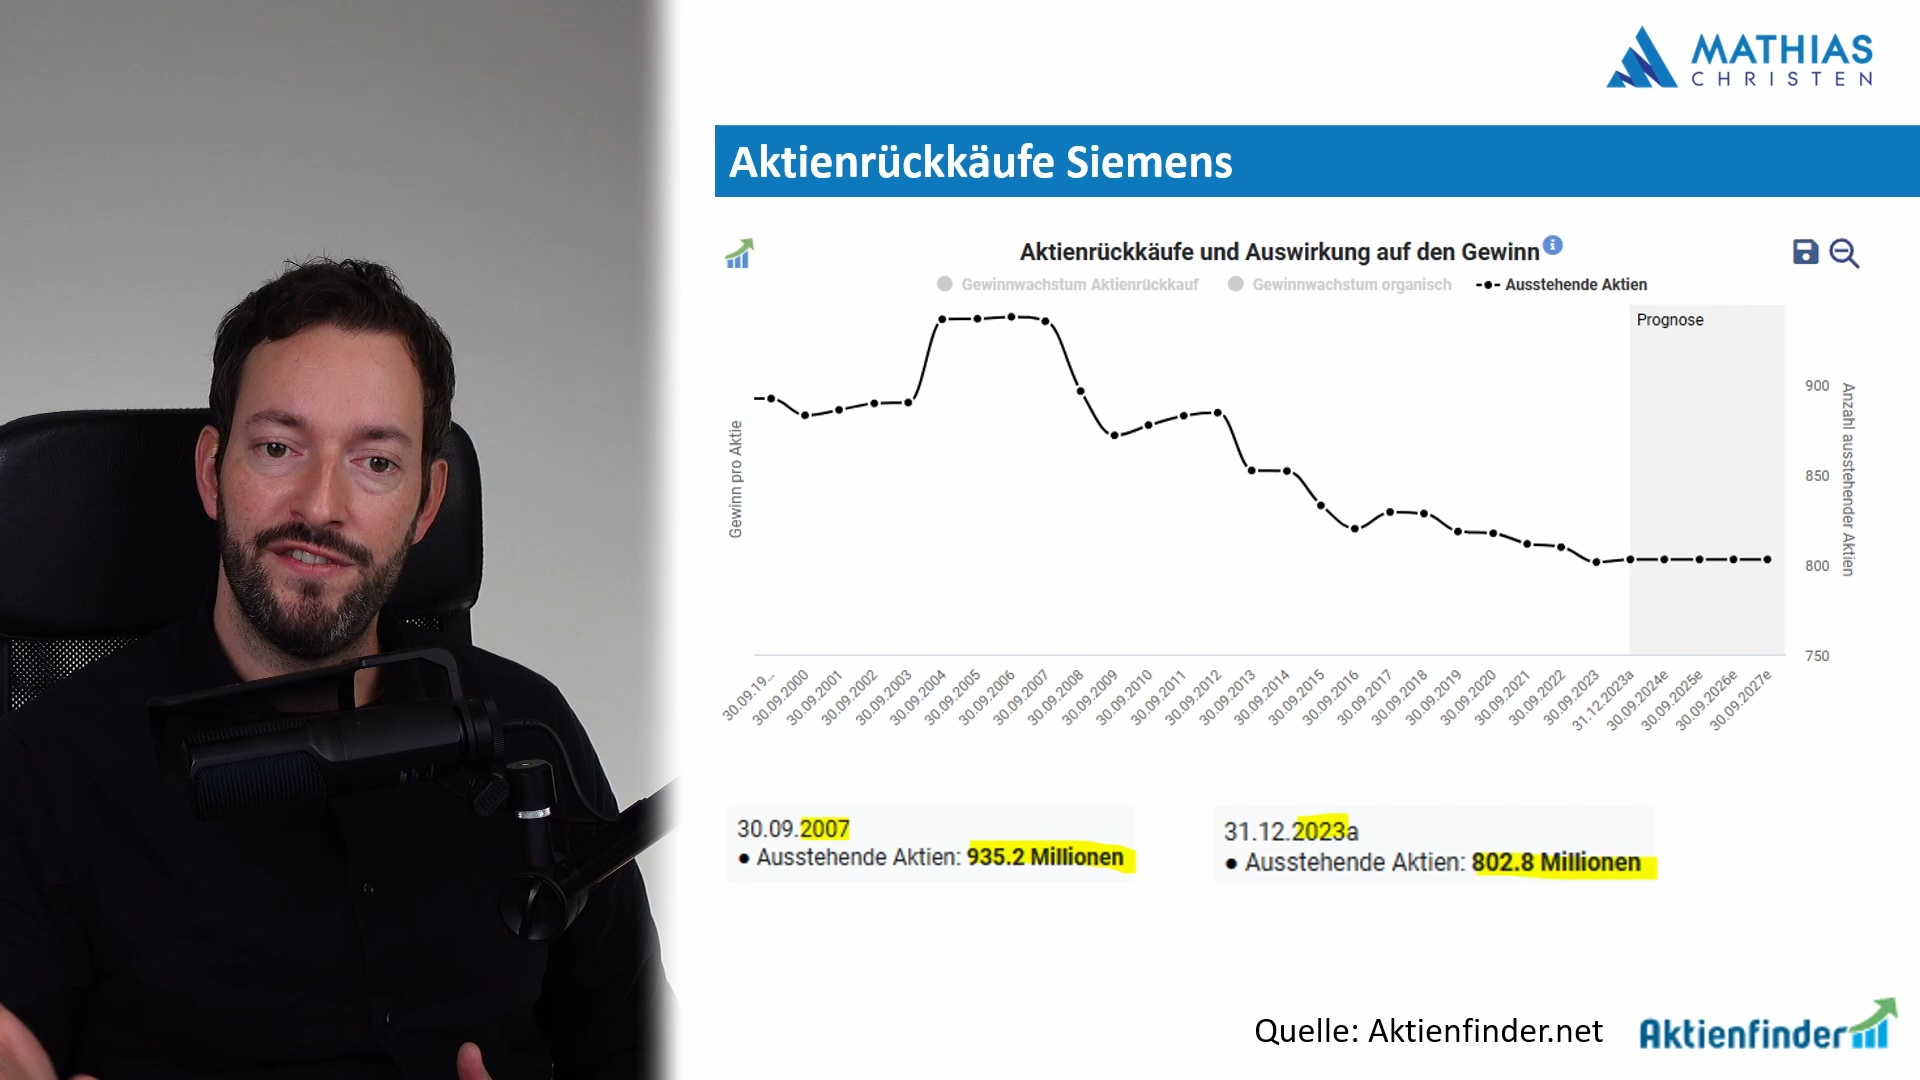 MATHIAS
CHRISTEN
Aktienrückkäufe Siemens
Aktienrückkäufe und Auswirkung auf den Gewinn
Gewinnwachstum Aktienrückkauf Gewinnwachstum organisch Ausstehende Aktien
Prognose
Gewinn pro Aktie
900
850
800
750
Anzahl ausstehender Aktien
30.09.19...
30.09.2000
30.09.2001
30.09.2002
30.09.2003
30.09.2004
30.09.2005
30.09.2006
30.09.2007
30.09.2008
30.09.2009
30.09.2010
30.09.2011
30.09.2012
30.09.2013
30.09.2014
30.09.2015
30.09.2016
30.09.2017
30.09.2018
30.09.2019
30.09.2020
30.09.2021
30.09.2022
30.09.2023
31.12.2023a
30.09.2024e
30.09.2025e
30.09.2026e
30.09.2027e
30.09.2007
● Ausstehende Aktien: 935.2 Millionen
31.12.2023a
● Ausstehende Aktien: 802.8 Millionen
Quelle: Aktienfinder.net
Aktienfinder